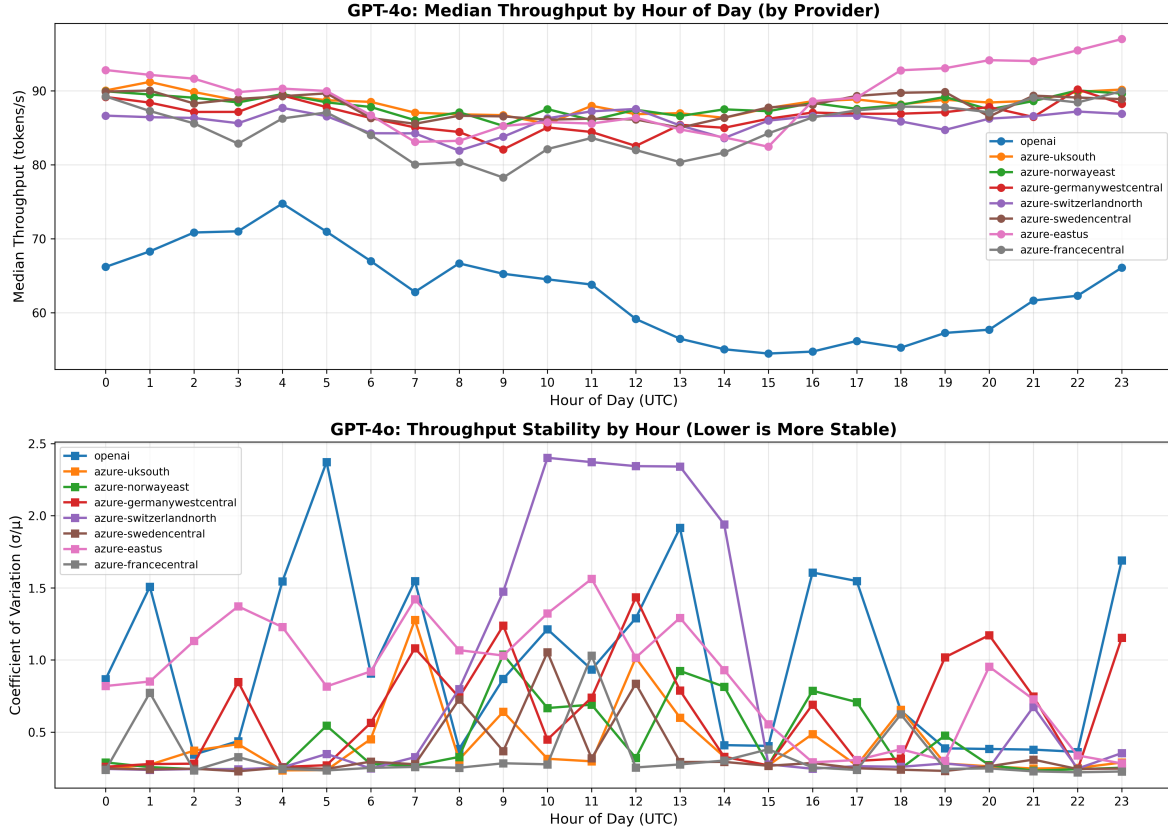 GPT-4o: Median Throughput by Hour of Day (by Provider)
Median Throughput (tokens/s)
90
80
70
60
openai
azure-uksouth
azure-norwayeast
azure-germanywestcentral
azure-switzerlandnorth
azure-swedencentral
azure-eastus
azure-francecentral
0 1 2 3 4 5 6 7 8 9 10 11 12 13 14 15 16 17 18 19 20 21 22 23
Hour of Day (UTC)
GPT-4o: Throughput Stability by Hour (Lower is More Stable)
Coefficient of Variation (σ/μ)
2.5
2.0
1.5
1.0
0.5
openai
azure-uksouth
azure-norwayeast
azure-germanywestcentral
azure-switzerlandnorth
azure-swedencentral
azure-eastus
azure-francecentral
0 1 2 3 4 5 6 7 8 9 10 11 12 13 14 15 16 17 18 19 20 21 22 23
Hour of Day (UTC)